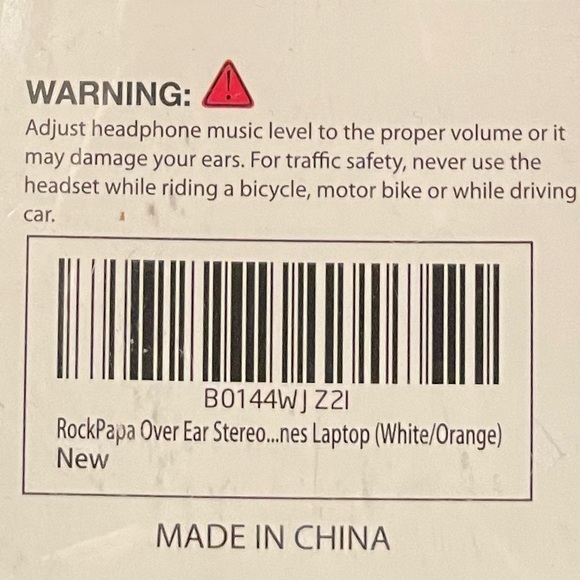 WARNING:
Adjust headphone music level to the proper volume or it
may damage your ears. For traffic safety, never use the
headset while riding a bicycle, motor bike or while driving
car.
B0144WJZ2I
RockPapa Over Ear Stereo...nes Laptop (White/Orange)
New
MADE IN CHINA